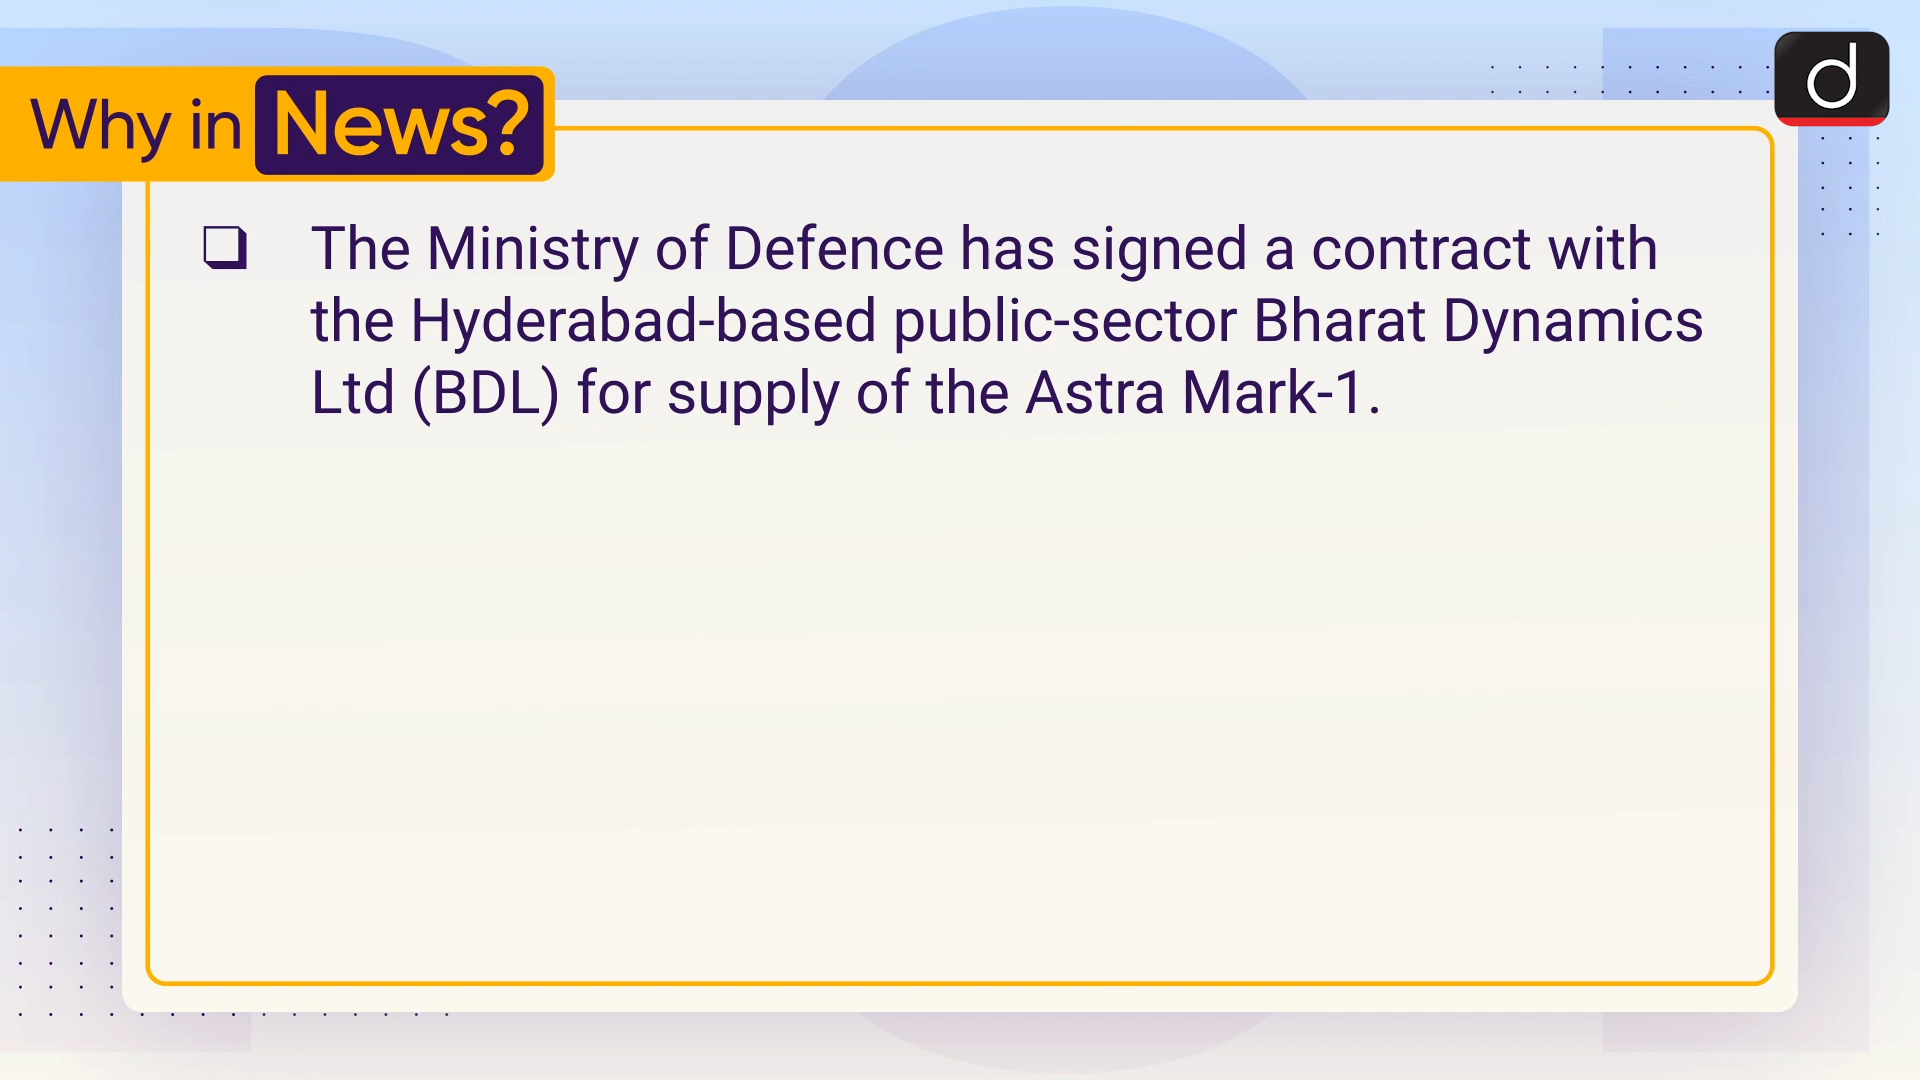 Why in News?
d
❑ The Ministry of Defence has signed a contract with
the Hyderabad-based public-sector Bharat Dynamics
Ltd (BDL) for supply of the Astra Mark-1.